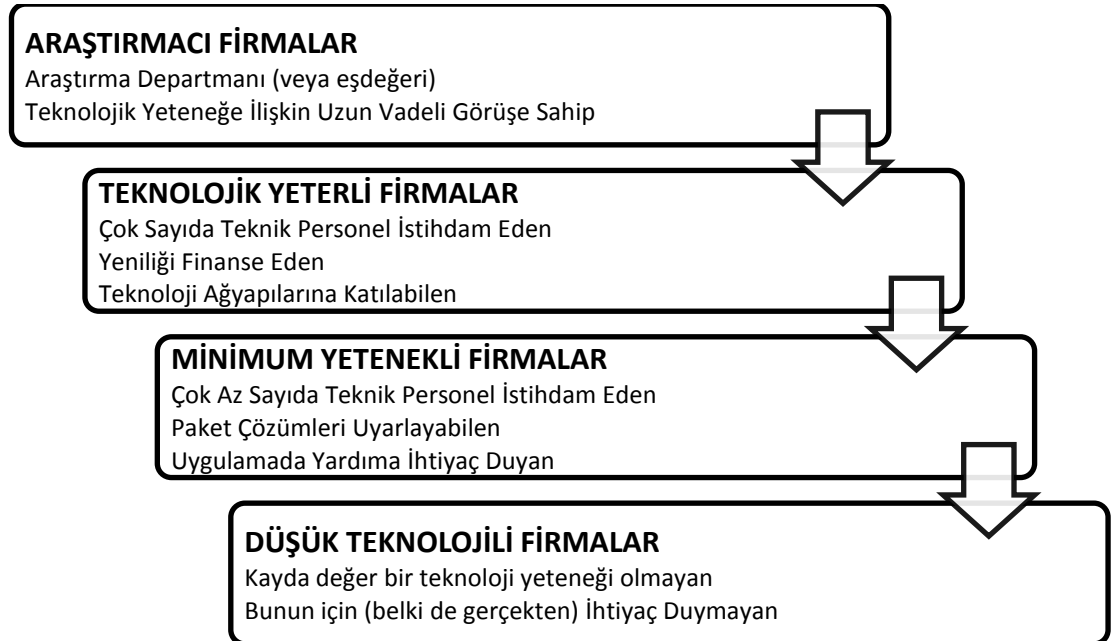 ARAŞTIRMACI FİRMALAR
Araştırma Departmanı (veya eşdeğeri)
Teknolojik Yeteneğe İlişkin Uzun Vadeli Görüşe Sahip
TEKNOLOJİK YETERLİ FİRMALAR
Çok Sayıda Teknik Personel İstihdam Eden
Yeniliği Finanse Eden
Teknoloji Ağyapılarına Katılabilen
MİNİMUM YETENEKLİ FİRMALAR
Çok Az Sayıda Teknik Personel İstihdam Eden
Paket Çözümleri Uyarlayabilen
Uygulamada Yardıma İhtiyaç Duyan
DÜŞÜK TEKNOLOJİLİ FİRMALAR
Kayda değer bir teknoloji yeteneği olmayan
Bunun için (belki de gerçekten) İhtiyaç Duymayan